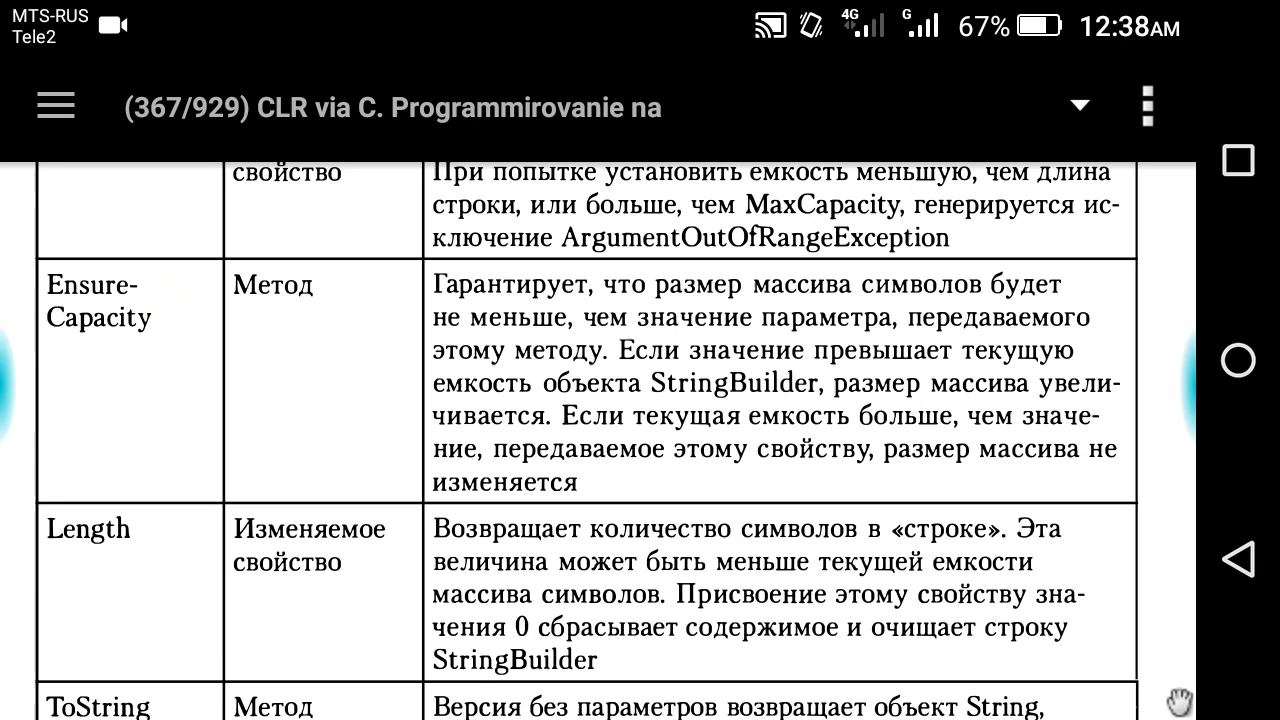 MTS-RUS
Tele2
4G
G
67%
12:38AM
(367/929) CLR via C. Programmirovanie na
свойство
При попытке установить емкость меньшую, чем длина
строки, или больше, чем MaxCapacity, генерируется ис-
ключение ArgumentOutOfRangeException
Ensure-
Capacity
Метод
Гарантирует, что размер массива символов будет
не меньше, чем значение параметра, передаваемого
этому методу. Если значение превышает текущую
емкость объекта StringBuilder, размер массива увели-
чивается. Если текущая емкость больше, чем значе-
ние, передаваемое этому свойству, размер массива не
изменяется
Length
Изменяемое
свойство
Возвращает количество символов в «строке». Эта
величина может быть меньше текущей емкости
массива символов. Присвоение этому свойству зна-
чения 0 сбрасывает содержимое и очищает строку
StringBuilder
ToString
Метод
Версия без параметров возвращает объект String,